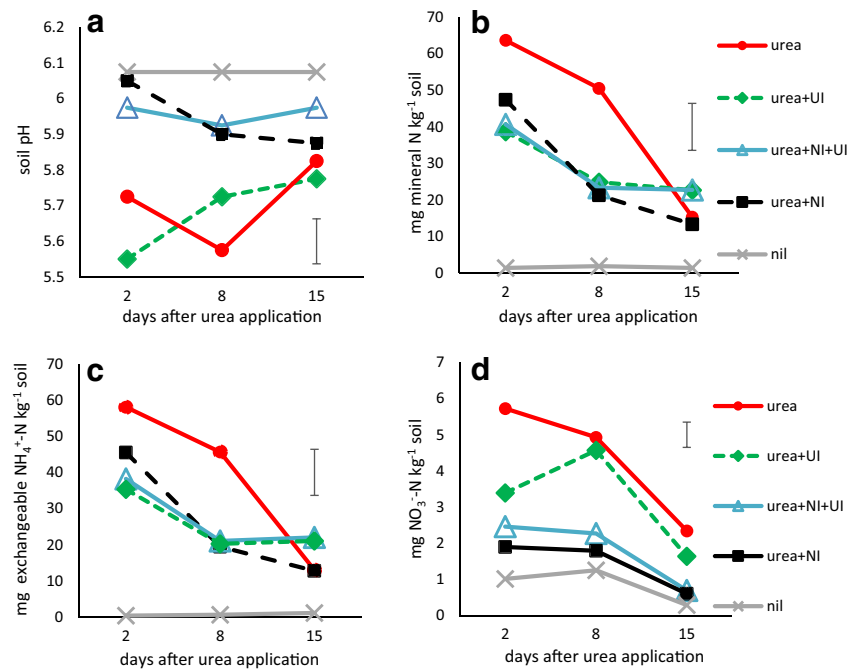 a
6.2
6.1
6
5.9
5.8
5.7
5.6
5.5
soil pH
2 8 15
days after urea application
b
70
60
50
40
30
20
10
0
mg mineral N kg⁻¹ soil
2 8 15
days after urea application
urea
urea+UI
urea+NI+UI
urea+NI
nil
c
70
60
50
40
30
20
10
0
mg exchangeable NH₄⁺-N kg⁻¹ soil
2 8 15
days after urea application
d
7
6
5
4
3
2
1
0
mg NO₃⁻-N kg⁻¹ soil
2 8 15
days after urea application
urea
urea+UI
urea+NI+UI
urea+NI
nil